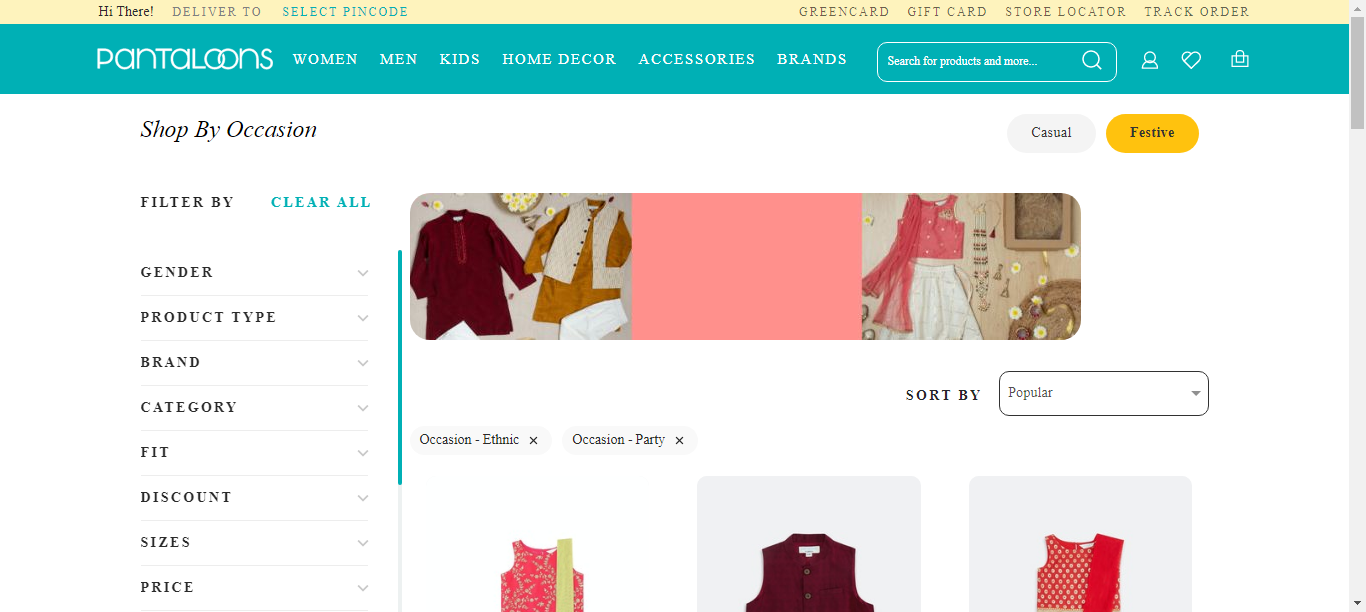 Hi There! DELIVER TO SELECT PINCODE GREENCARD GIFT CARD STORE LOCATOR TRACK ORDER
PANTALOONS WOMEN MEN KIDS HOME DECOR ACCESSORIES BRANDS Search for products and more...
Shop By Occasion Casual Festive
FILTER BY CLEAR ALL
GENDER
PRODUCT TYPE
BRAND
CATEGORY
FIT
DISCOUNT
SIZES
PRICE
SORT BY Popular
Occasion - Ethnic × Occasion - Party ×